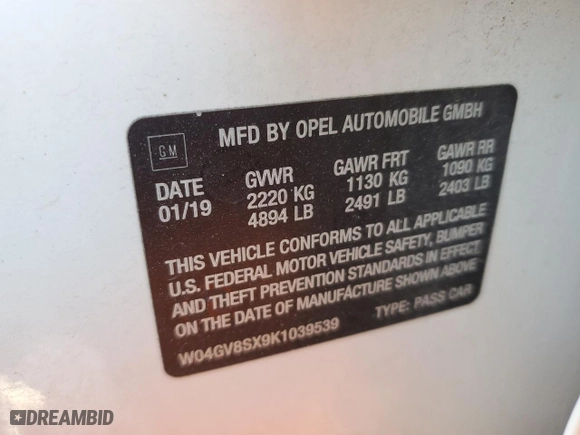 GM
MFD BY OPEL AUTOMOBILE GMBH
DATE GVWR GAWR FRT GAWR RR
01/19 2220 KG 1130 KG 1090 KG
4894 LB 2491 LB 2403 LB
THIS VEHICLE CONFORMS TO ALL APPLICABLE
U.S. FEDERAL MOTOR VEHICLE SAFETY, BUMPER
AND THEFT PREVENTION STANDARDS IN EFFECT
ON THE DATE OF MANUFACTURE SHOWN ABOVE
W04GV8SX9K1039539 TYPE: PASS CAR
DREAMBID